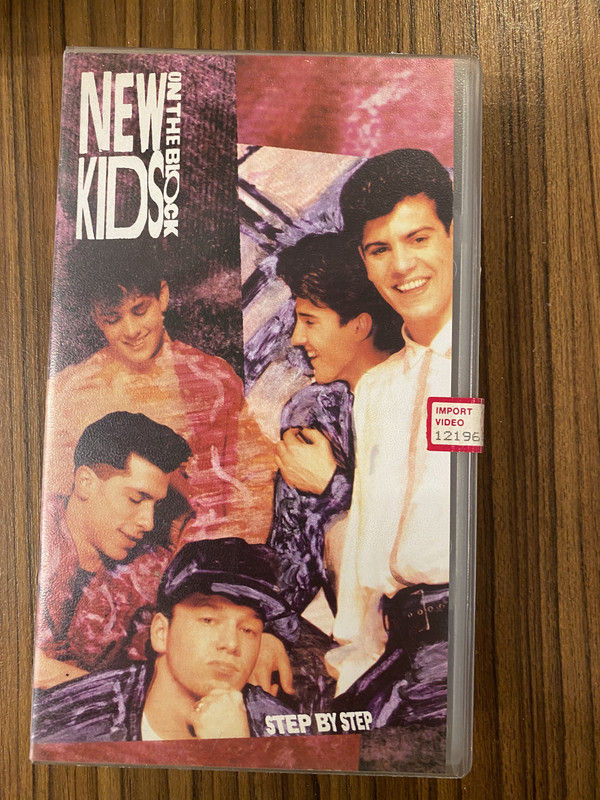 NEW
KIDS
ON THE BLOCK
IMPORT
VIDEO
12196
STEP BY STEP